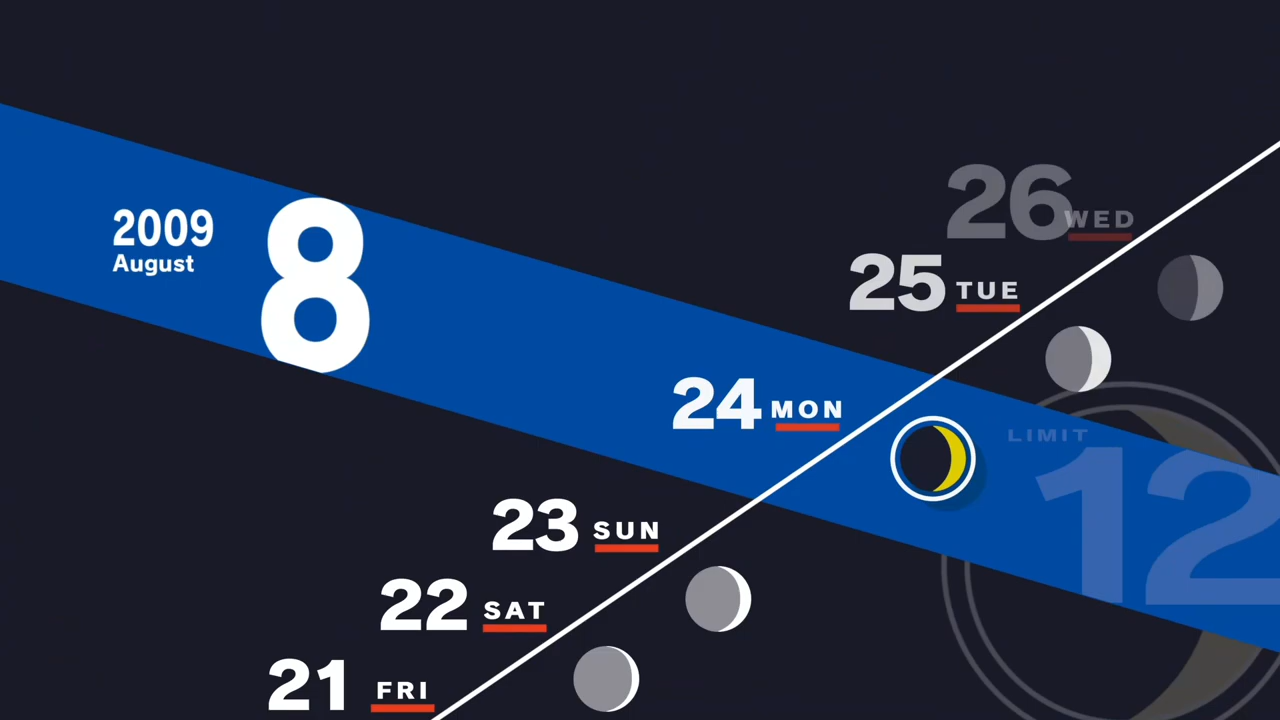 2009
August
8
26 WED
25 TUE
24 MON
LIMIT
12
23 SUN
22 SAT
21 FRI